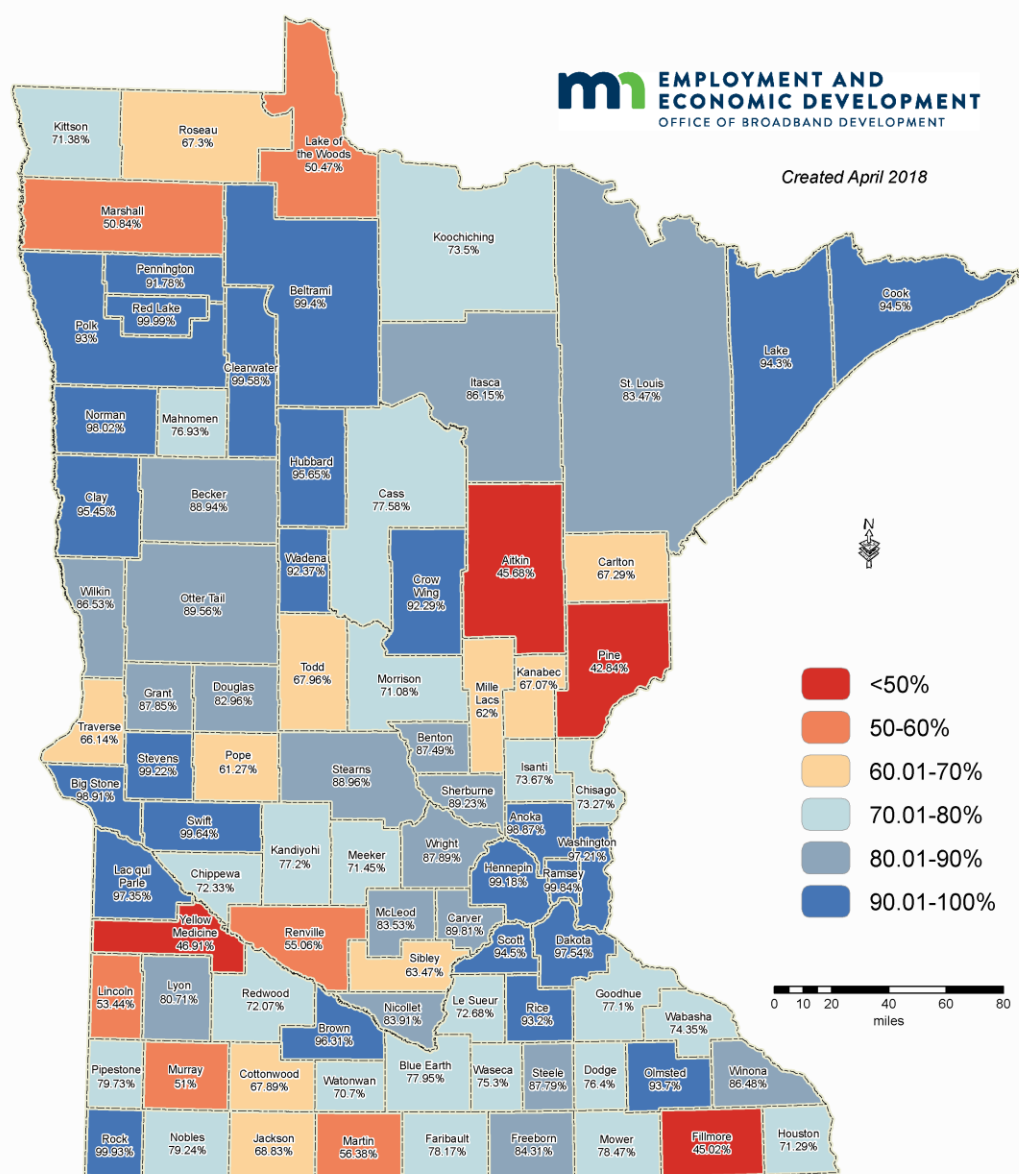 mn EMPLOYMENT AND
ECONOMIC DEVELOPMENT
OFFICE OF BROADBAND DEVELOPMENT
Created April 2018
Kittson
71.38%
Roseau
67.3%
Lake of
the Woods
50.47%
Marshall
50.84%
Koochiching
73.5%
Pennington
91.78%
Red Lake
99.99%
Polk
93%
Beltrami
99.4%
Clearwater
99.58%
Itasca
86.15%
St. Louis
83.47%
Lake
94.3%
Cook
94.5%
Norman
98.02%
Mahnomen
76.93%
Hubbard
95.65%
Cass
77.58%
Clay
95.45%
Becker
88.94%
Wadena
92.37%
Crow
Wing
92.29%
Aitkin
45.68%
Carlton
67.29%
N
Wilkin
86.53%
Otter Tail
89.56%
Todd
67.96%
Morrison
71.08%
Mille
Lacs
62%
Kanabec
67.07%
Pine
42.84%
Grant
87.85%
Douglas
82.96%
Traverse
66.14%
Stevens
99.22%
Pope
61.27%
Stearns
88.96%
Benton
87.49%
Sherburne
89.23%
Isanti
73.67%
Chisago
73.27%
Big Stone
98.91%
Swift
99.64%
Kandiyohi
77.2%
Meeker
71.45%
Wright
87.89%
Anoka
98.87%
Washington
97.21%
Hennepin
99.18%
Ramsey
99.84%
Lac qui
Parle
97.35%
Chippewa
72.33%
Yellow
Medicine
46.91%
Renville
55.06%
McLeod
83.53%
Carver
89.81%
Scott
94.5%
Dakota
97.54%
Sibley
63.47%
Lincoln
53.44%
Lyon
80.71%
Redwood
72.07%
Brown
96.31%
Nicollet
83.91%
Le Sueur
72.68%
Rice
93.2%
Goodhue
77.1%
Wabasha
74.35%
Pipestone
79.73%
Murray
51%
Cottonwood
67.89%
Watonwan
70.7%
Blue Earth
77.95%
Waseca
75.3%
Steele
87.79%
Dodge
76.4%
Olmsted
93.7%
Winona
86.48%
Rock
99.93%
Nobles
79.24%
Jackson
68.83%
Martin
56.38%
Faribault
78.17%
Freeborn
84.31%
Mower
78.47%
Fillmore
45.02%
Houston
71.29%
<50%
50-60%
60.01-70%
70.01-80%
80.01-90%
90.01-100%
0 10 20 40 60 80
miles